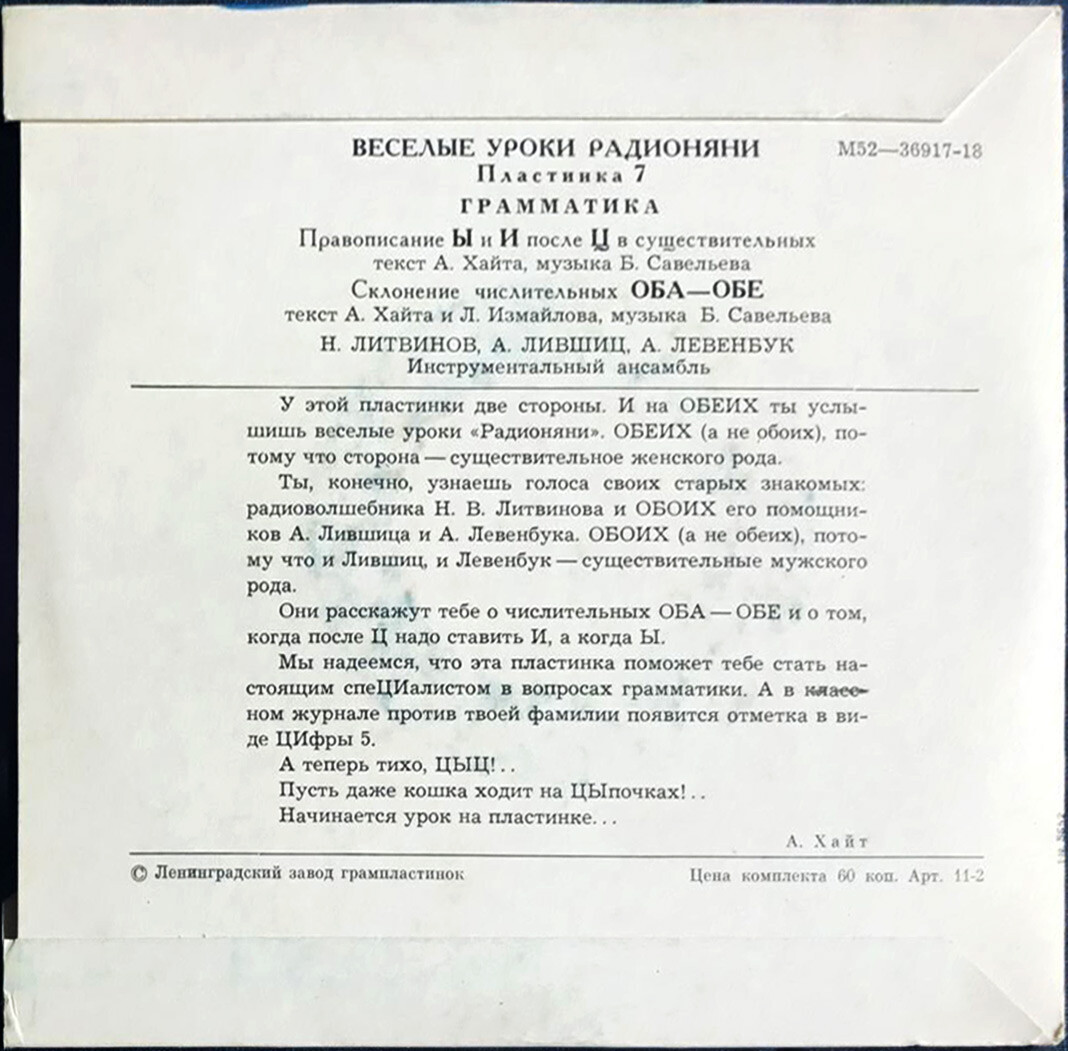 ВЕСЕЛЫЕ УРОКИ РАДИОНЯНИ
М52—36917-18
Пластинка 7
ГРАММАТИКА
Правописание Ы и И после Ц в существительных
текст А. Хайта, музыка Б. Савельева
Склонение числительных ОБА—ОБЕ
текст А. Хайта и Л. Измайлова, музыка Б. Савельева
Н. ЛИТВИНОВ, А. ЛИВШИЦ, А. ЛЕВЕНБУК
Инструментальный ансамбль
У этой пластинки две стороны. И на ОБЕИХ ты услы-
шишь веселые уроки «Радионяни». ОБЕИХ (а не обоих), по-
тому что сторона — существительное женского рода.
Ты, конечно, узнаешь голоса своих старых знакомых:
радиоволшебника Н. В. Литвинова и ОБОИХ его помощни-
ков А. Лившица и А. Левенбука. ОБОИХ (а не обеих), пото-
му что и Лившиц, и Левенбук — существительные мужского
рода.
Они расскажут тебе о числительных ОБА — ОБЕ и о том,
когда после Ц надо ставить И, а когда Ы.
Мы надеемся, что эта пластинка поможет тебе стать на-
стоящим спеЦИалистом в вопросах грамматики. А в класс-
ном журнале против твоей фамилии появится отметка в ви-
де ЦИфры 5.
А теперь тихо, ЦЫЦ!..
Пусть даже кошка ходит на ЦЫпочках!..
Начинается урок на пластинке...
А. Хайт
© Ленинградский завод грампластинок
Цена комплекта 60 коп. Арт. 11-2